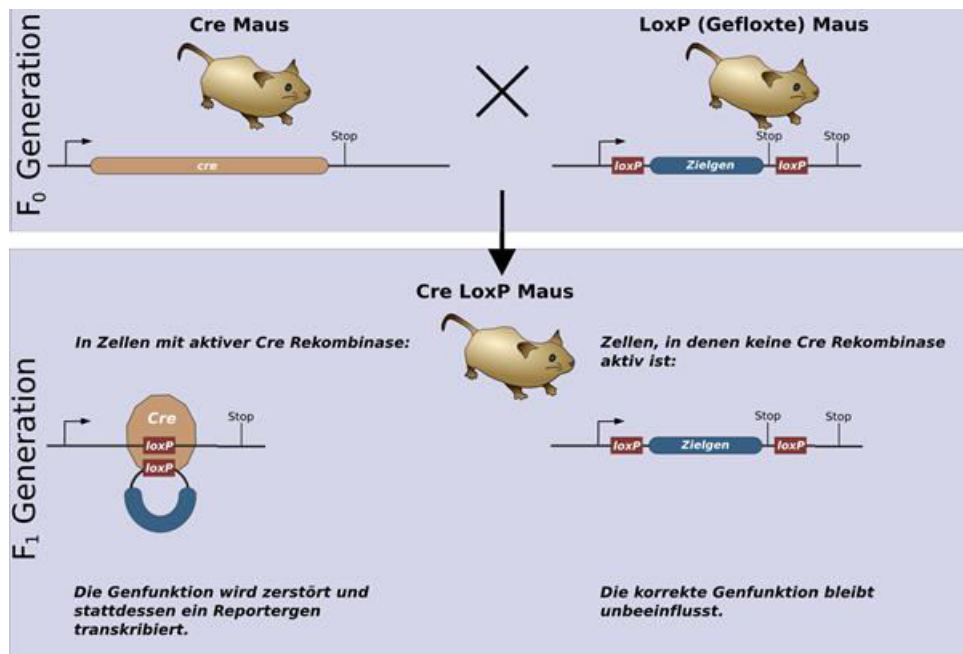 F0 Generation
Cre Maus
LoxP (Gefloxte) Maus
Stop
cre
Stop
Stop
loxP
Zielgen
loxP
F1 Generation
Cre LoxP Maus
In Zellen mit aktiver Cre Rekombinase:
Zellen, in denen keine Cre Rekombinase
aktiv ist:
Cre
Stop
loxP
loxP
Stop
Stop
loxP
Zielgen
loxP
Die Genfunktion wird zerstört und
stattdessen ein Reportergen
transkribiert.
Die korrekte Genfunktion bleibt
unbeeinflusst.